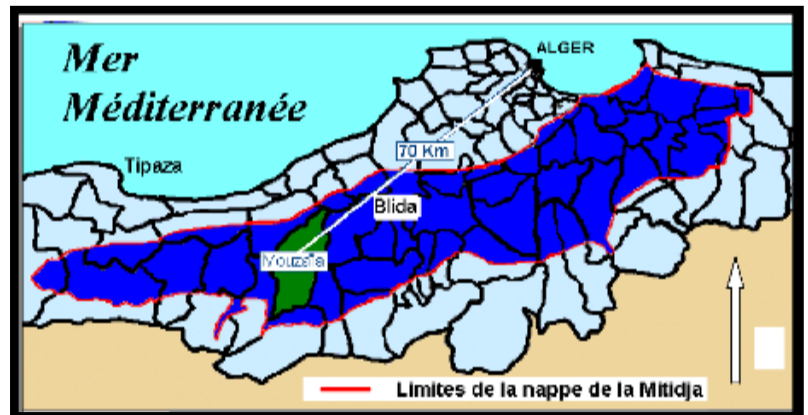 Mer
Méditerranée
ALGER
70 Km
Tipaza
Blida
Mouzaïa
Limites de la nappe de la Mitidja